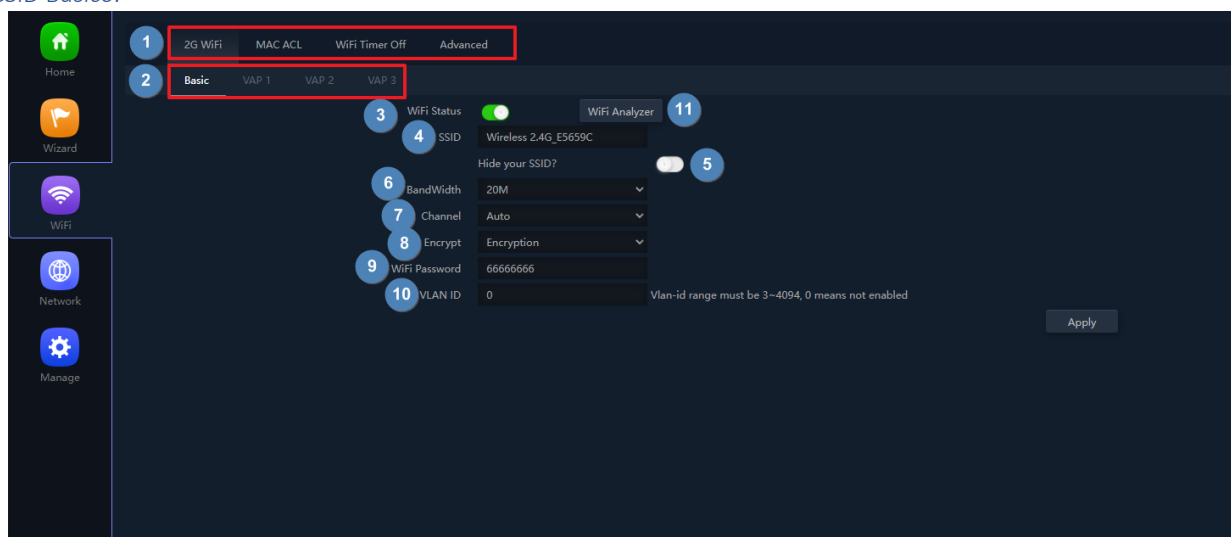 SSID Básico.
1 2G WiFi MAC ACL WiFi Timer Off Advanced
2 Basic VAP 1 VAP 2 VAP 3
3 WiFi Status WiFi Analyzer 11
4 SSID Wireless 2.4G_E5659C
Hide your SSID? 5
6 BandWidth 20M
7 Channel Auto
8 Encrypt Encryption
9 WiFi Password 66666666
10 VLAN ID 0 Vlan-id range must be 3~4094, 0 means not enabled
Apply
Home
Wizard
WiFi
Network
Manage